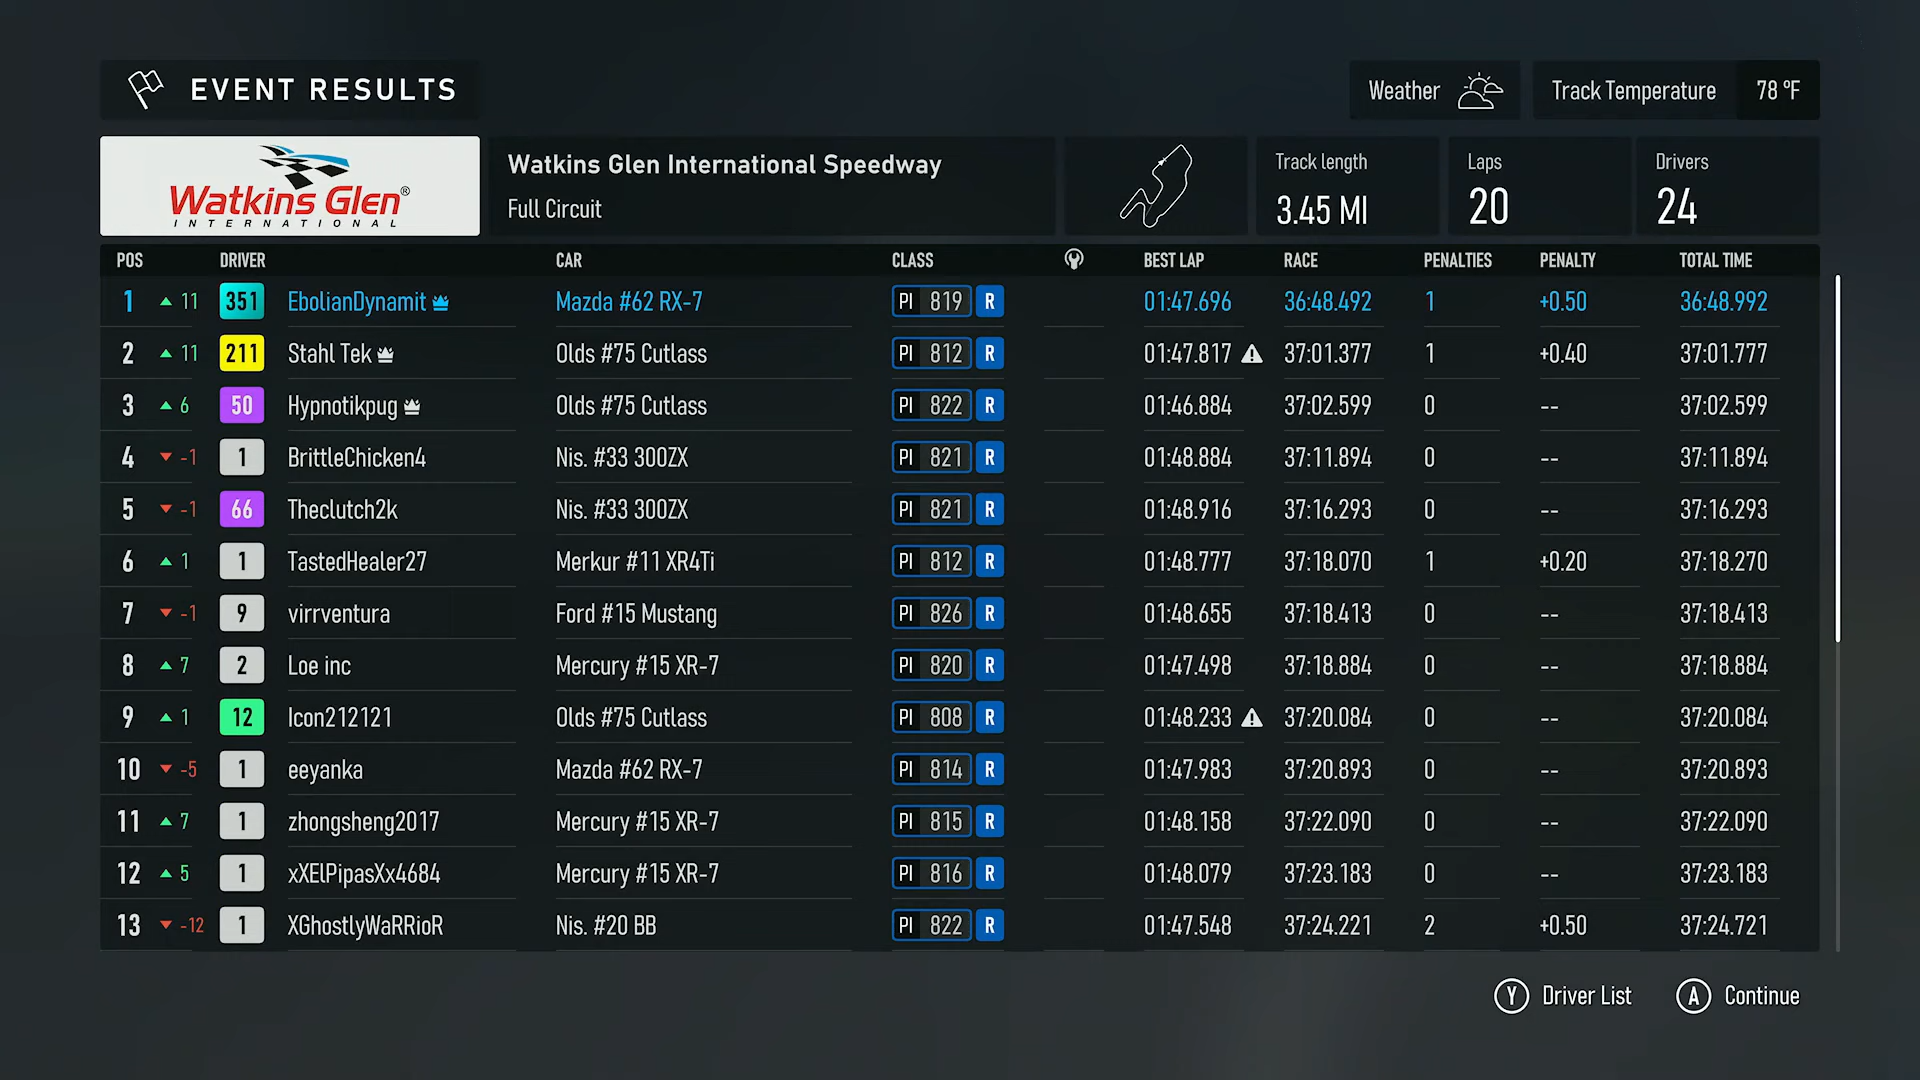 EVENT RESULTS
Weather
Track Temperature 78 °F
Watkins Glen®
INTERNATIONAL
Watkins Glen International Speedway
Full Circuit
Track length
3.45 MI
Laps
20
Drivers
24
POS DRIVER CAR CLASS BEST LAP RACE PENALTIES PENALTY TOTAL TIME
1 11 351 EbolianDynamit Mazda #62 RX-7 PI 819 R 01:47.696 36:48.492 1 +0.50 36:48.992
2 11 211 Stahl Tek Olds #75 Cutlass PI 812 R 01:47.817 37:01.377 1 +0.40 37:01.777
3 6 50 Hypnotikpug Olds #75 Cutlass PI 822 R 01:46.884 37:02.599 0 -- 37:02.599
4 -1 1 BrittleChicken4 Nis. #33 300ZX PI 821 R 01:48.884 37:11.894 0 -- 37:11.894
5 -1 66 Theclutch2k Nis. #33 300ZX PI 821 R 01:48.916 37:16.293 0 -- 37:16.293
6 1 1 TastedHealer27 Merkur #11 XR4Ti PI 812 R 01:48.777 37:18.070 1 +0.20 37:18.270
7 -1 9 virrventura Ford #15 Mustang PI 826 R 01:48.655 37:18.413 0 -- 37:18.413
8 7 2 Loe inc Mercury #15 XR-7 PI 820 R 01:47.498 37:18.884 0 -- 37:18.884
9 1 12 Icon212121 Olds #75 Cutlass PI 808 R 01:48.233 37:20.084 0 -- 37:20.084
10 -5 1 eeyanka Mazda #62 RX-7 PI 814 R 01:47.983 37:20.893 0 -- 37:20.893
11 7 1 zhongsheng2017 Mercury #15 XR-7 PI 815 R 01:48.158 37:22.090 0 -- 37:22.090
12 5 1 xXElPipasXx4684 Mercury #15 XR-7 PI 816 R 01:48.079 37:23.183 0 -- 37:23.183
13 -12 1 XGhostlyWaRRioR Nis. #20 BB PI 822 R 01:47.548 37:24.221 2 +0.50 37:24.721
Y Driver List A Continue